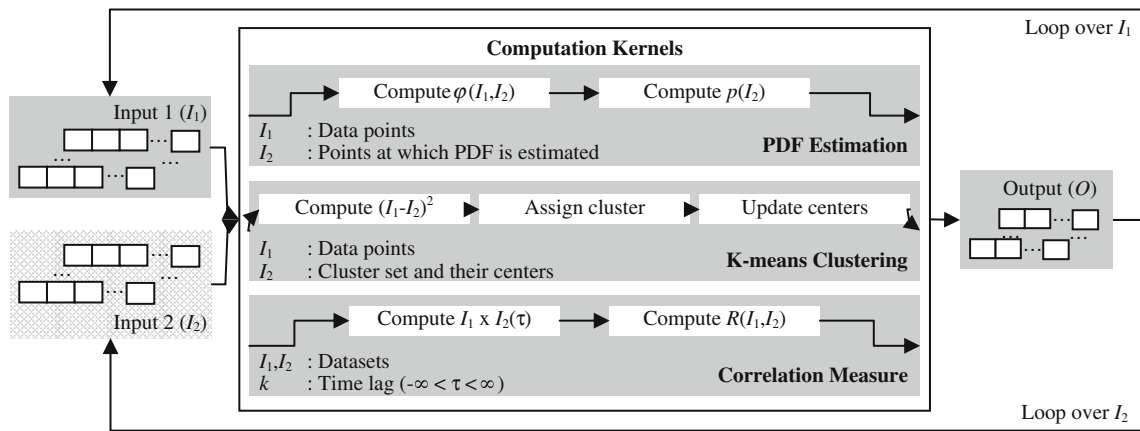 Loop over I1
Computation Kernels
Input 1 (I1)
...
...
...
...
Compute φ(I1,I2)
Compute p(I2)
I1 : Data points
I2 : Points at which PDF is estimated
PDF Estimation
Compute (I1-I2)2
Assign cluster
Update centers
I1 : Data points
I2 : Cluster set and their centers
K-means Clustering
Output (O)
...
...
...
...
...
...
...
...
Input 2 (I2)
Compute I1 x I2(τ)
Compute R(I1,I2)
I1,I2 : Datasets
k : Time lag (-∞ < τ < ∞)
Correlation Measure
Loop over I2